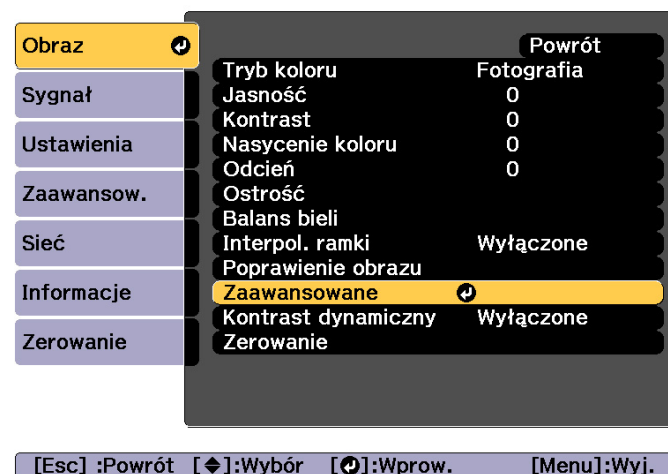 Obraz
Sygnał
Ustawienia
Zaawansow.
Sieć
Informacje
Zerowanie
Powrót
Tryb koloru Fotografia
Jasność 0
Kontrast 0
Nasycenie koloru 0
Odcień 0
Ostrość
Balans bieli
Interpol. ramki Wyłączone
Poprawienie obrazu
Zaawansowane
Kontrast dynamiczny Wyłączone
Zerowanie
[Esc] :Powrót [◆]:Wybór [⏎]:Wprow. [Menu]:Wyj.